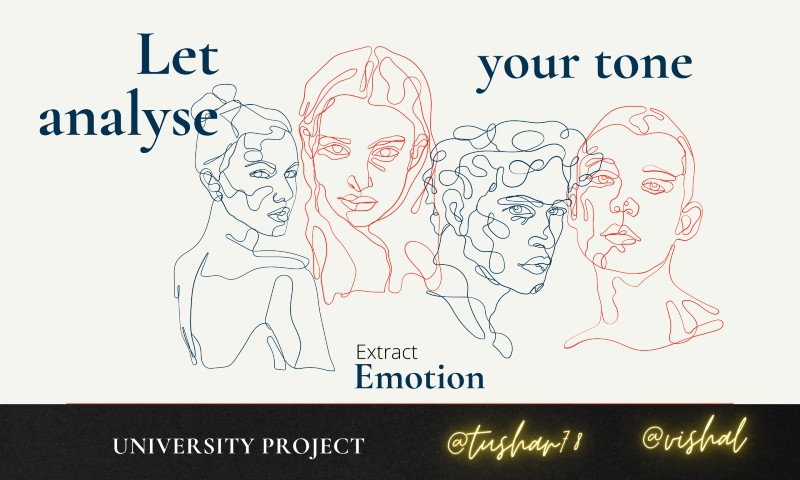 Let
analyse
your tone
Extract
Emotion
UNIVERSITY PROJECT
@tushar78
@vishal